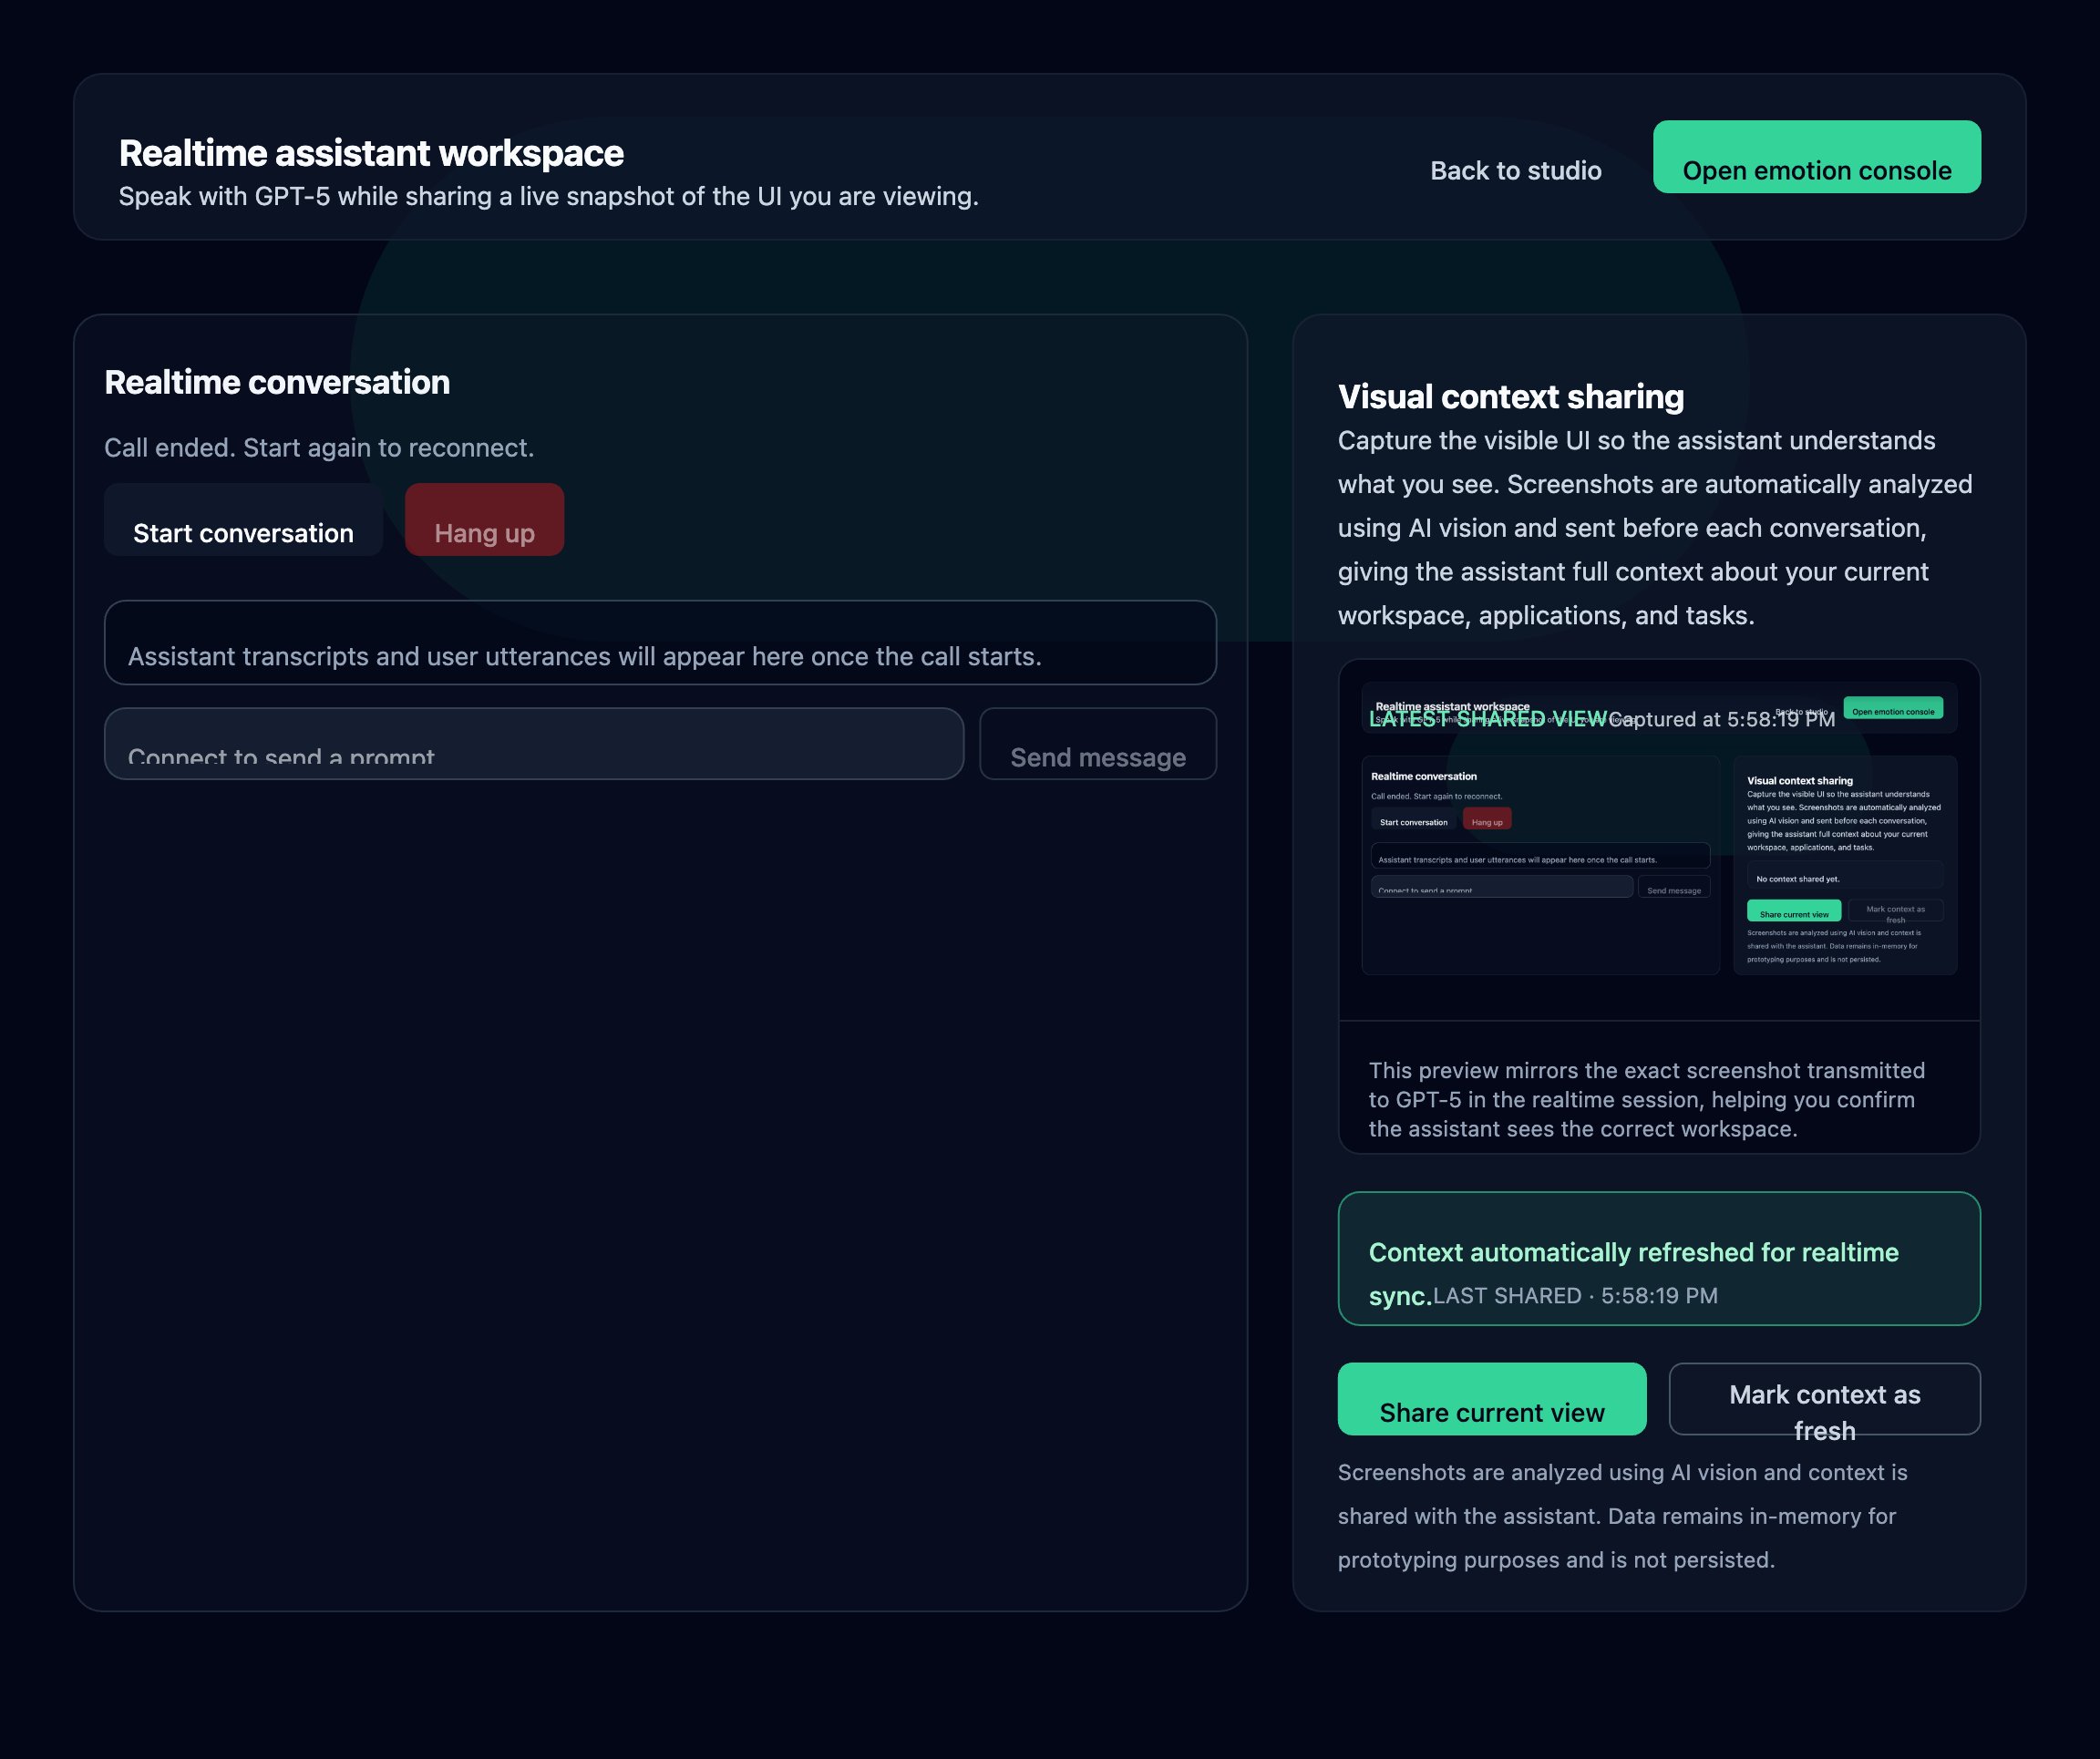 Realtime assistant workspace
Speak with GPT-5 while sharing a live snapshot of the UI you are viewing.
Back to studio
Open emotion console
Realtime conversation
Call ended. Start again to reconnect.
Start conversation
Hang up
Assistant transcripts and user utterances will appear here once the call starts.
Connect to send a prompt
Send message
Visual context sharing
Capture the visible UI so the assistant understands
what you see. Screenshots are automatically analyzed
using AI vision and sent before each conversation,
giving the assistant full context about your current
workspace, applications, and tasks.
Realtime assistant workspace
LATEST SHARED VIEW Captured at 5:58:19 PM
Back to studio
Open emotion console
Realtime conversation
Call ended. Start again to reconnect.
Start conversation
Hang up
Assistant transcripts and user utterances will appear here once the call starts.
Connect to send a prompt
Send message
Visual context sharing
Capture the visible UI so the assistant understands
what you see. Screenshots are automatically analyzed
using AI vision and sent before each conversation,
giving the assistant full context about your current
workspace, applications, and tasks.
No context shared yet.
Share current view
Mark context as
fresh
Screenshots are analyzed using AI vision and context is
shared with the assistant. Data remains in-memory for
prototyping purposes and is not persisted.
This preview mirrors the exact screenshot transmitted
to GPT-5 in the realtime session, helping you confirm
the assistant sees the correct workspace.
Context automatically refreshed for realtime
sync.LAST SHARED · 5:58:19 PM
Share current view
Mark context as
fresh
Screenshots are analyzed using AI vision and context is
shared with the assistant. Data remains in-memory for
prototyping purposes and is not persisted.